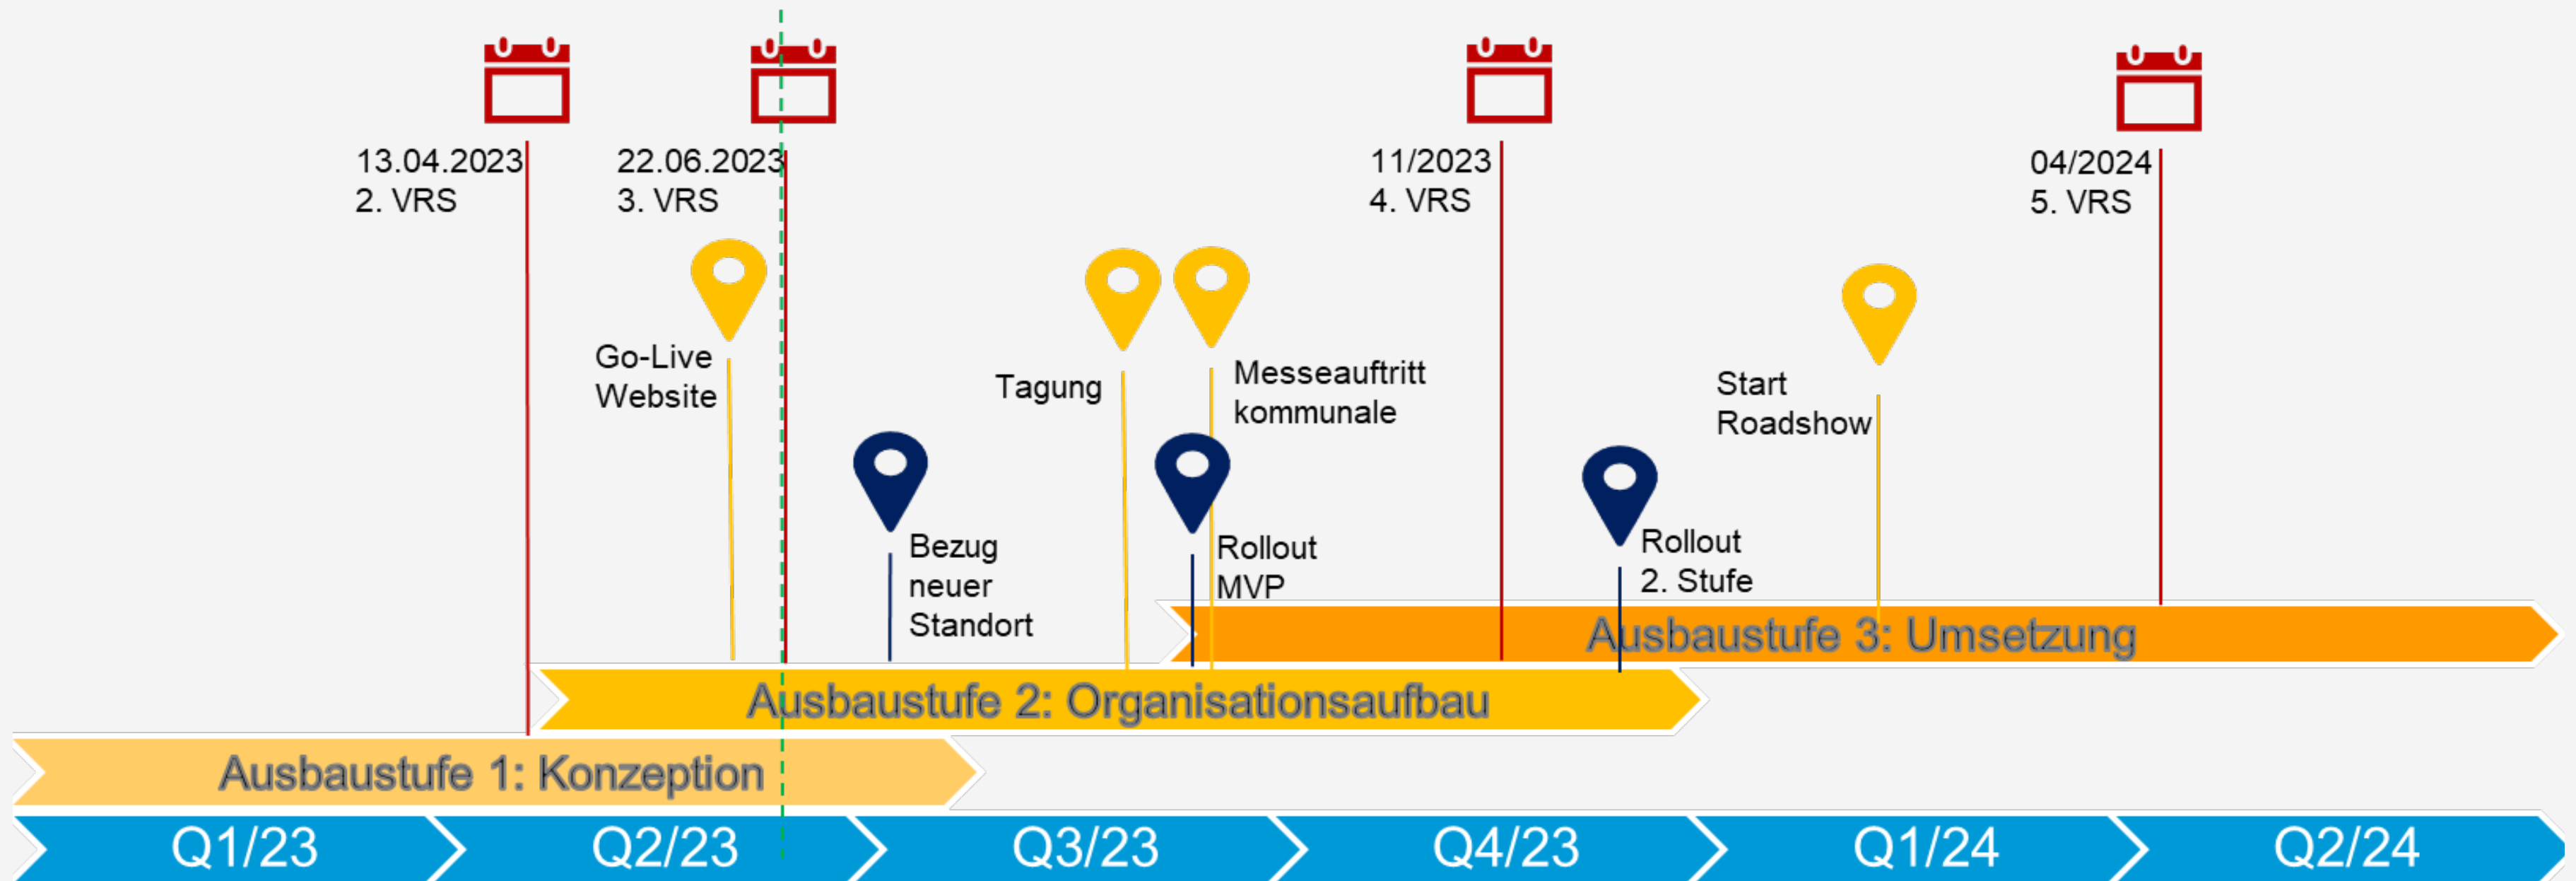 13.04.2023
2. VRS
22.06.2023
3. VRS
11/2023
4. VRS
04/2024
5. VRS
Go-Live
Website
Tagung
Messeauftritt
kommunale
Start
Roadshow
Bezug
neuer
Standort
Rollout
MVP
Rollout
2. Stufe
Ausbaustufe 3: Umsetzung
Ausbaustufe 2: Organisationsaufbau
Ausbaustufe 1: Konzeption
Q1/23
Q2/23
Q3/23
Q4/23
Q1/24
Q2/24